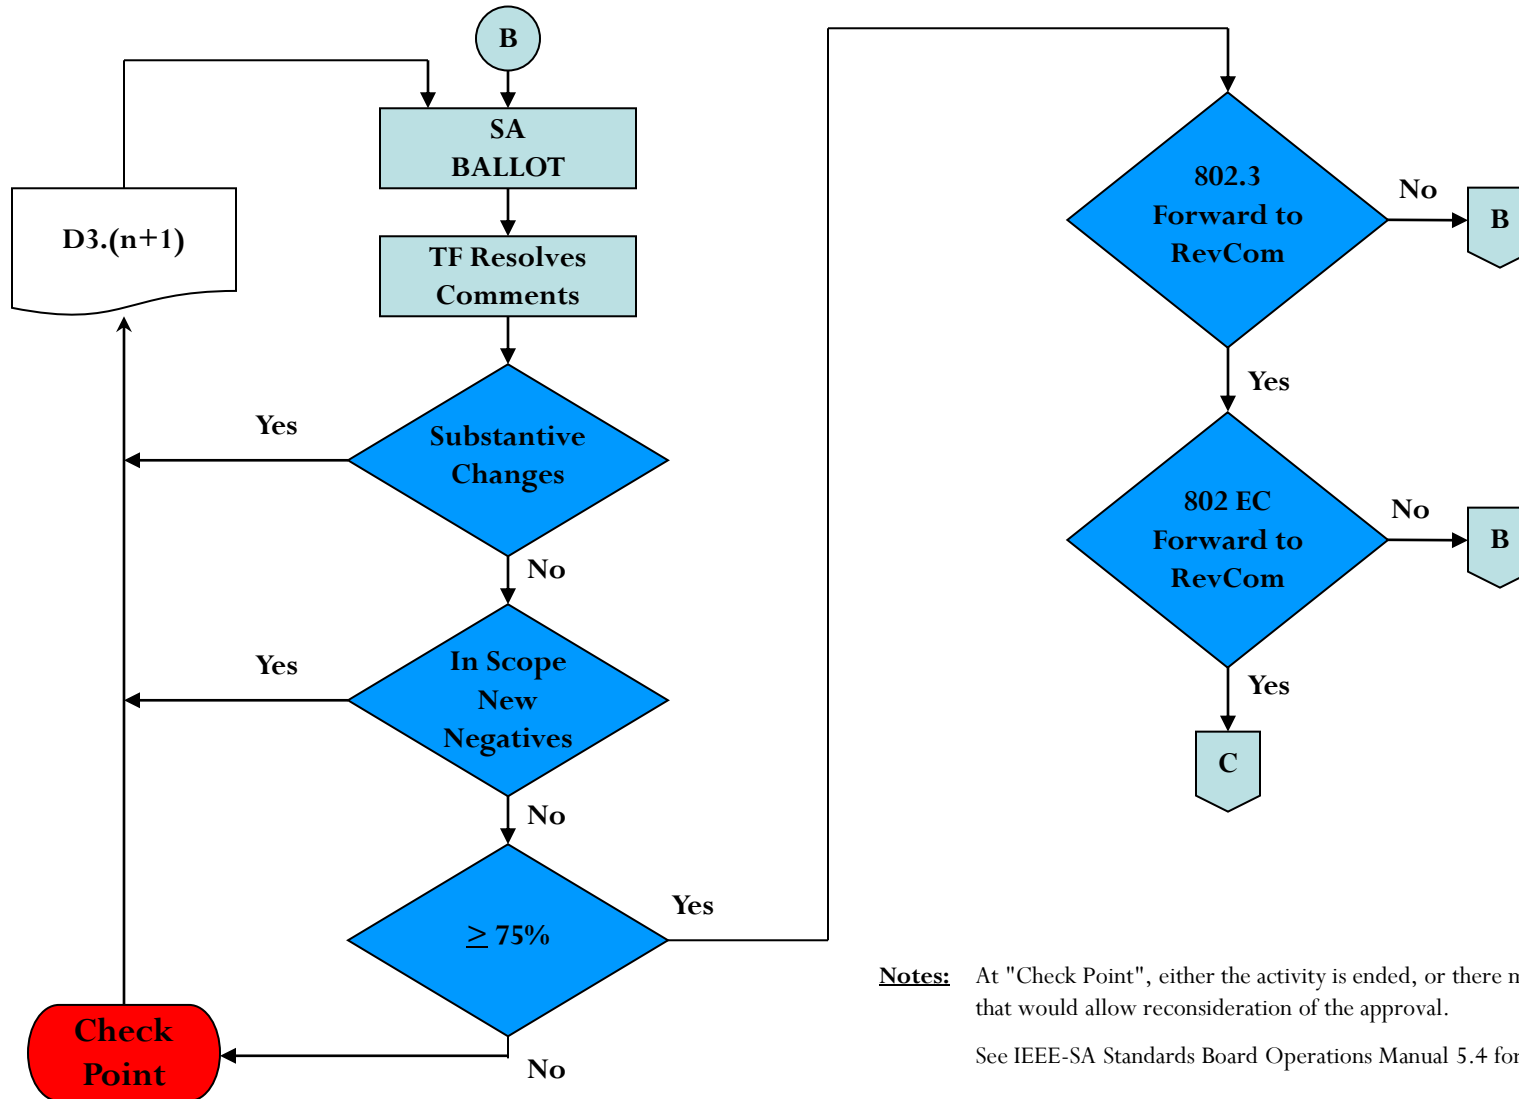 B
SA
BALLOT
D3.(n+1)
TF Resolves
Comments
Yes
Substantive
Changes
No
Yes
In Scope
New
Negatives
No
≥ 75%
Yes
Check
Point
No
802.3
Forward to
RevCom
No
B
Yes
802 EC
Forward to
RevCom
No
B
Yes
C
Notes: At "Check Point", either the activity is ended, or there
that would allow reconsideration of the approval.
See IEEE-SA Standards Board Operations Manual 5.4 for